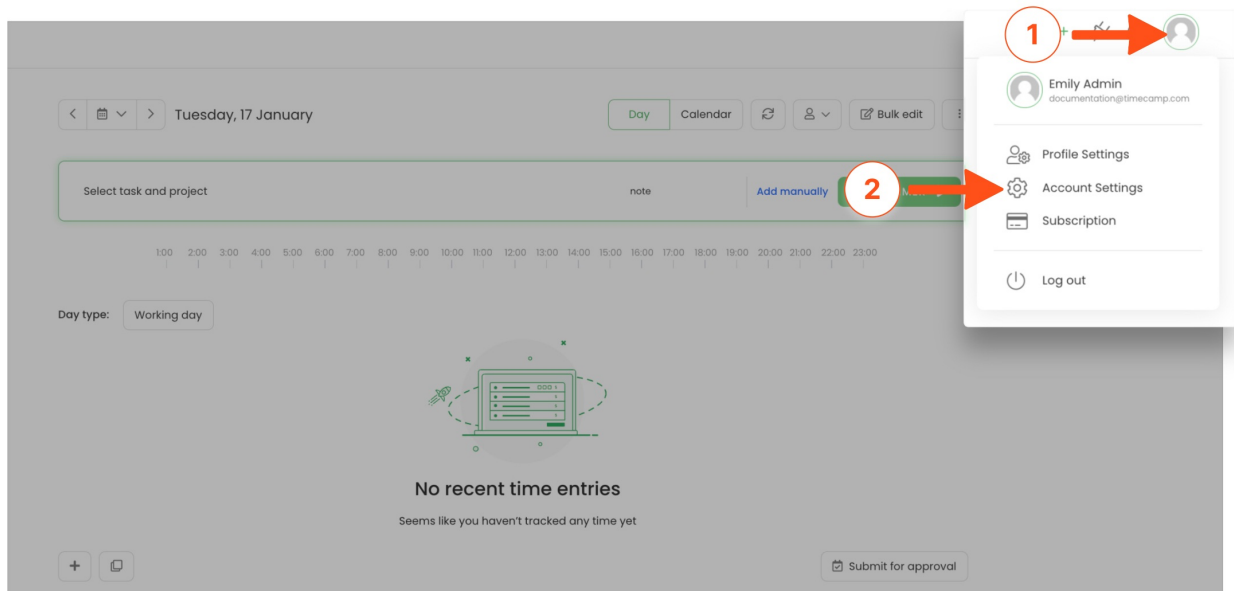 1
Emily Admin
documentation@timecamp.com
Tuesday, 17 January
Day
Calendar
Bulk edit
Profile Settings
Select task and project
note
Add manually
2
Account Settings
Subscription
1:00 2:00 3:00 4:00 5:00 6:00 7:00 8:00 9:00 10:00 11:00 12:00 13:00 14:00 15:00 16:00 17:00 18:00 19:00 20:00 21:00 22:00 23:00
Log out
Day type:
Working day
No recent time entries
Seems like you haven't tracked any time yet
Submit for approval